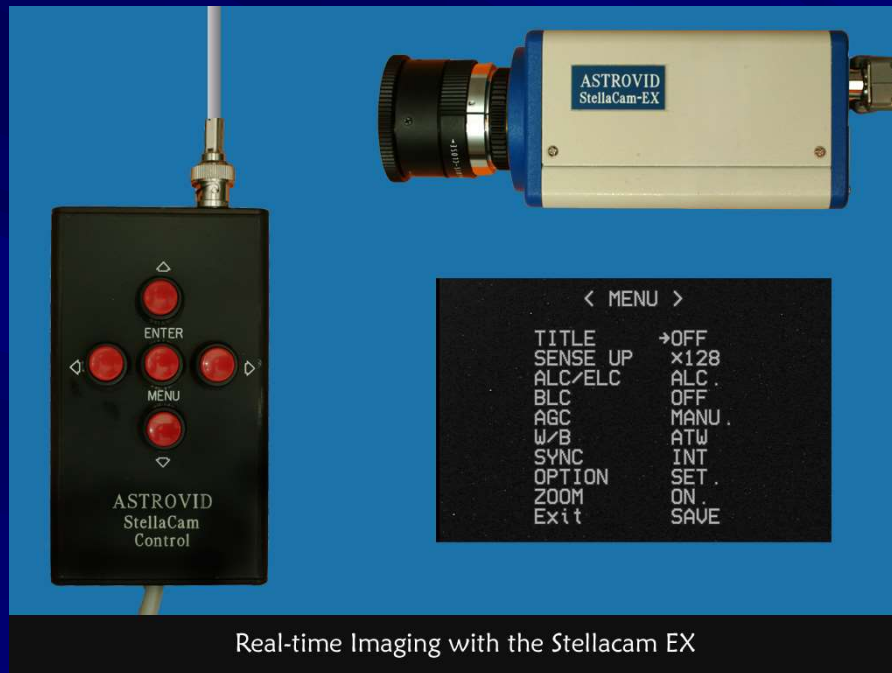 ASTROVID
StellaCam-EX
ENTER
MENU
ASTROVID
StellaCam
Control
< MENU >
TITLE →OFF
SENSE UP ×128
ALC/ELC ALC.
BLC OFF
AGC MANU.
W/B ATW
SYNC INT
OPTION SET.
ZOOM ON.
Exit SAVE
Real-time Imaging with the Stellacam EX